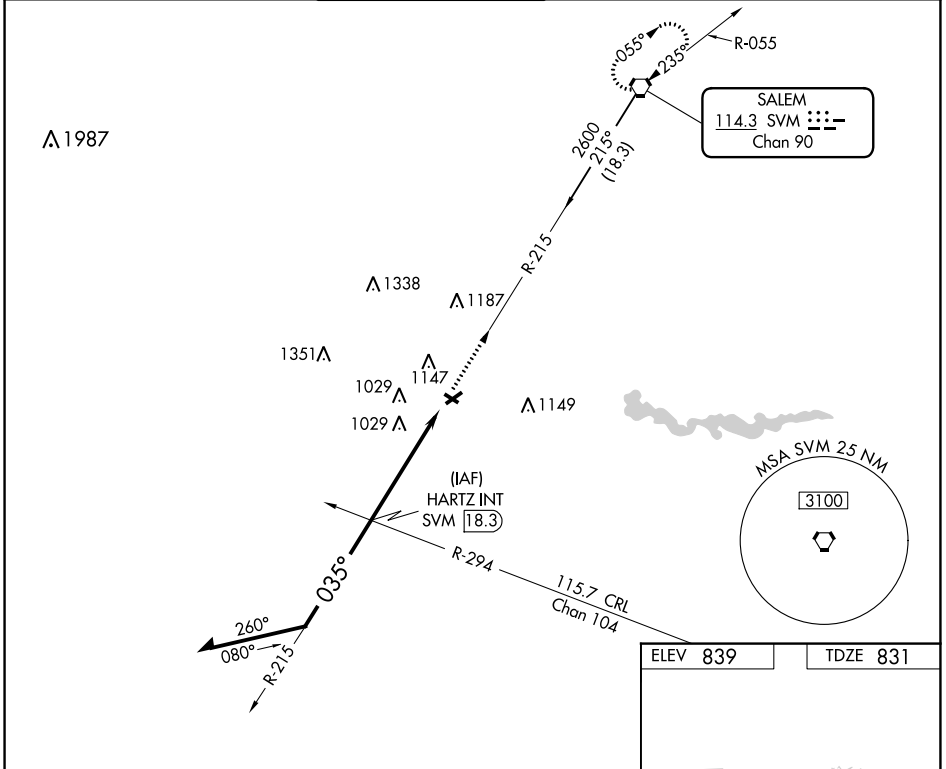 055°
235°
R-055
SALEM
114.3 SVM
Chan 90
1987
2600
215°
(18.3)
R-215
1338
1187
1351
1147
1029
1029
1149
MSA SVM 25 NM
3100
(IAF)
HARTZ INT
SVM 18.3
R-294
115.7 CRL
Chan 104
035°
260°
080°
R-215
ELEV 839
TDZE 831